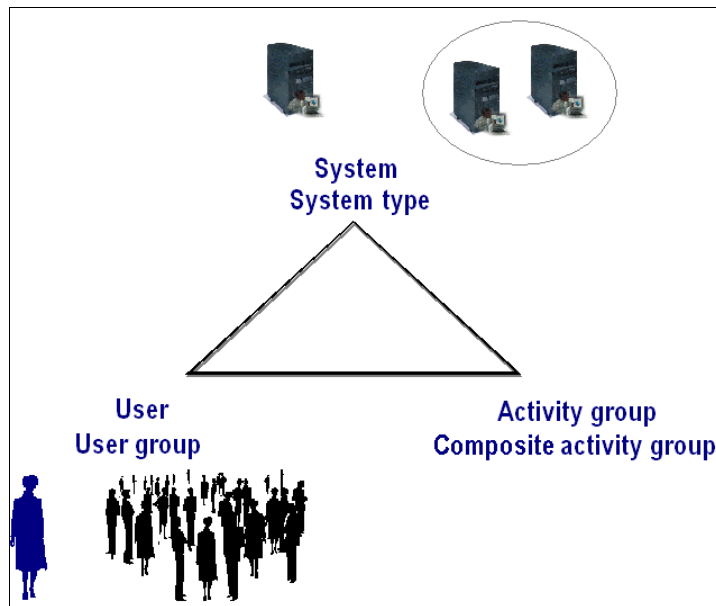 System
System type
User
User group
Activity group
Composite activity group